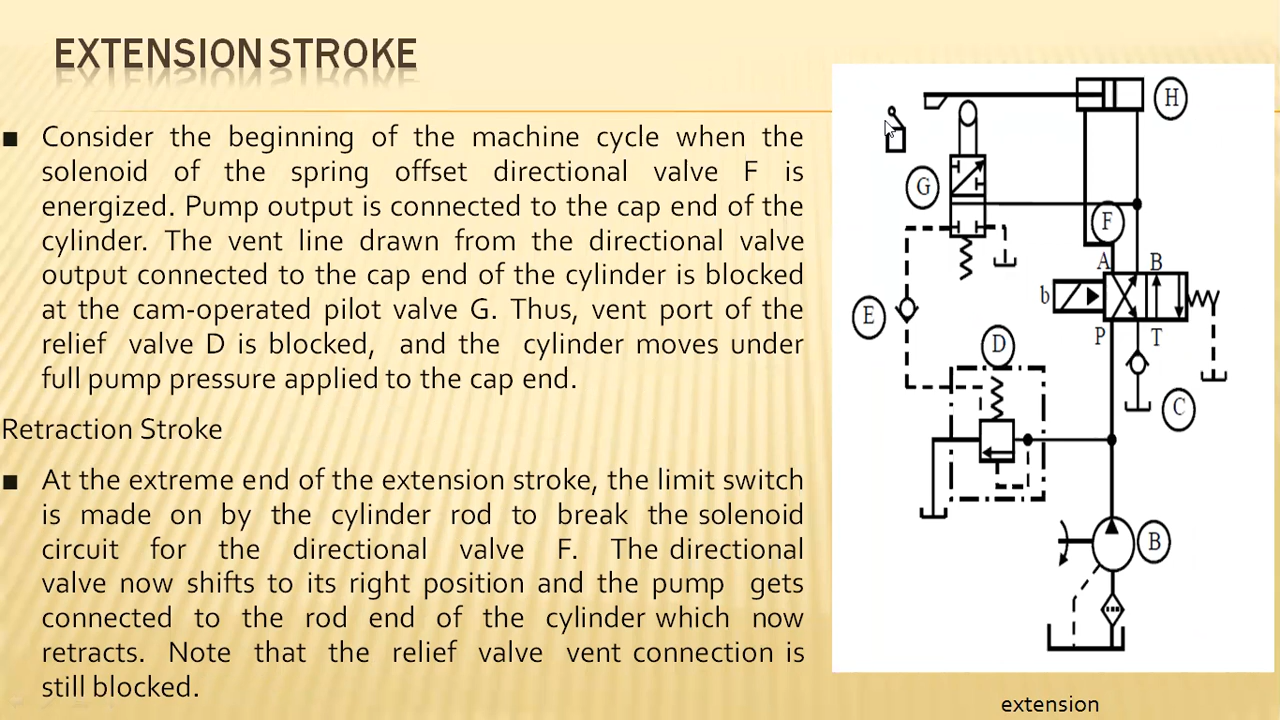 EXTENSION STROKE
■ Consider the beginning of the machine cycle when the
solenoid of the spring offset directional valve F is
energized. Pump output is connected to the cap end of the
cylinder. The vent line drawn from the directional valve
output connected to the cap end of the cylinder is blocked
at the cam-operated pilot valve G. Thus, vent port of the
relief valve D is blocked, and the cylinder moves under
full pump pressure applied to the cap end.
Retraction Stroke
■ At the extreme end of the extension stroke, the limit switch
is made on by the cylinder rod to break the solenoid
circuit for the directional valve F. The directional
valve now shifts to its right position and the pump gets
connected to the rod end of the cylinder which now
retracts. Note that the relief valve vent connection is
still blocked.
H
G
F
A B
b
E
P T
D
C
B
extension